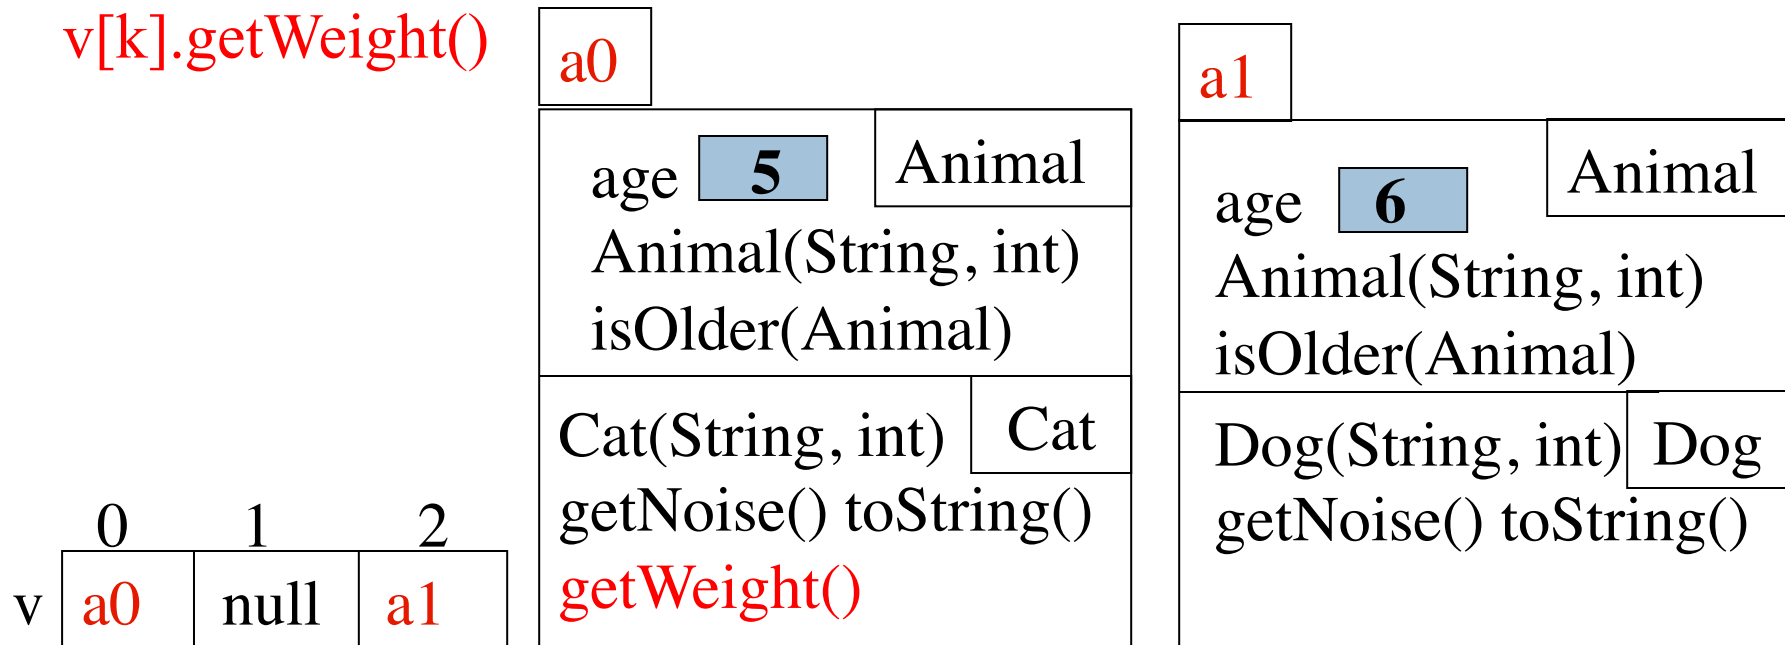 v[k].getWeight()
a0
age 5 Animal
Animal(String, int)
isOlder(Animal)
Cat(String, int) Cat
getNoise() toString()
getWeight()
a1
age 6 Animal
Animal(String, int)
isOlder(Animal)
Dog(String, int) Dog
getNoise() toString()
0 1 2
v a0 null a1